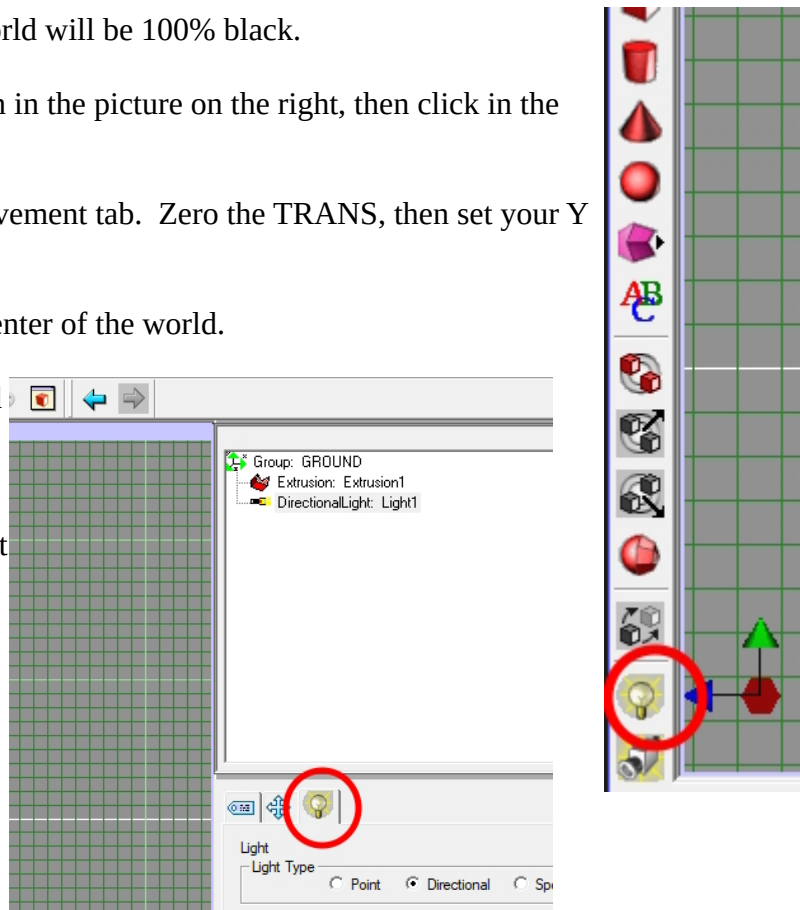 rld will be 100% black.
n in the picture on the right, then click in the
vement tab.  Zero the TRANS, then set your Y
enter of the world.
t
ABC
Group: GROUND
Extrusion: Extrusion1
DirectionalLight: Light1
Light
Light Type
Point Directional Sp